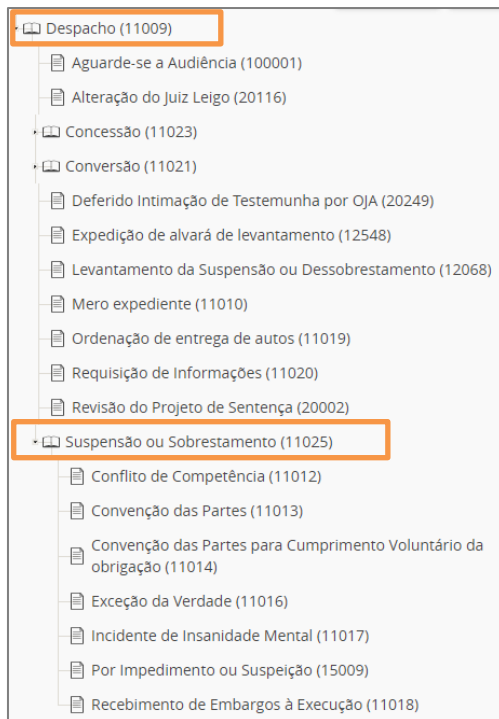 Despacho (11009)
Aguarde-se a Audiência (100001)
Alteração do Juiz Leigo (20116)
Concessão (11023)
Conversão (11021)
Deferido Intimação de Testemunha por OJA (20249)
Expedição de alvará de levantamento (12548)
Levantamento da Suspensão ou Dessobrestamento (12068)
Mero expediente (11010)
Ordenação de entrega de autos (11019)
Requisição de Informações (11020)
Revisão do Projeto de Sentença (20002)
Suspensão ou Sobrestamento (11025)
Conflito de Competência (11012)
Convenção das Partes (11013)
Convenção das Partes para Cumprimento Voluntário da
obrigação (11014)
Exceção da Verdade (11016)
Incidente de Insanidade Mental (11017)
Por Impedimento ou Suspeição (15009)
Recebimento de Embargos à Execução (11018)